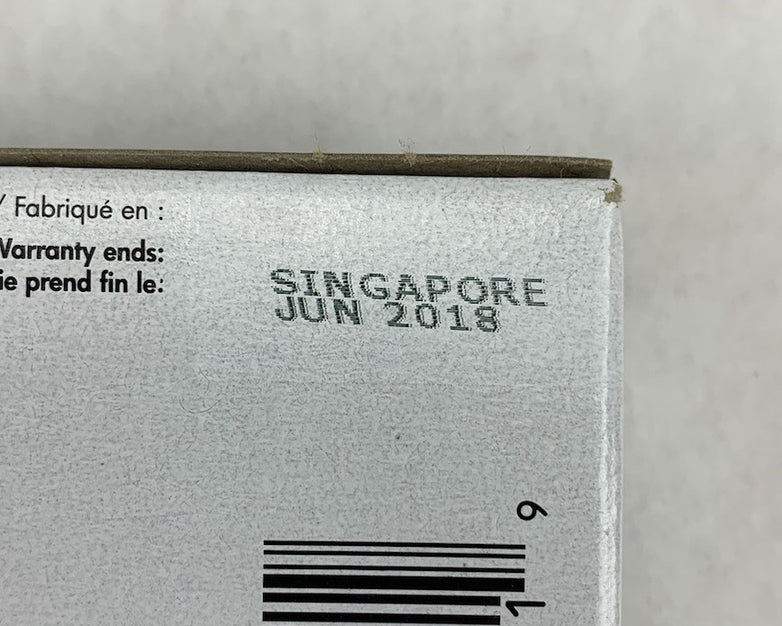 / Fabriqué en :
Warranty ends:
ie prend fin le:
SINGAPORE
JUN 2018
9
1